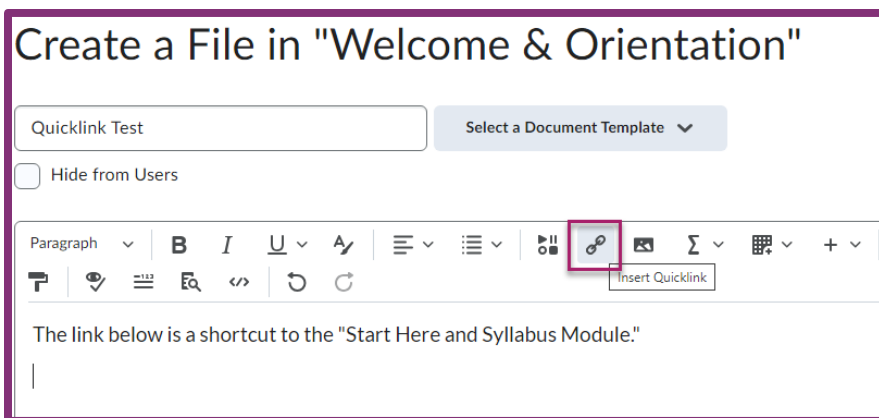 Create a File in "Welcome & Orientation"
Quicklink Test
Select a Document Template
Hide from Users
Paragraph
B I U A Σ +
</>
Insert Quicklink
The link below is a shortcut to the "Start Here and Syllabus Module."